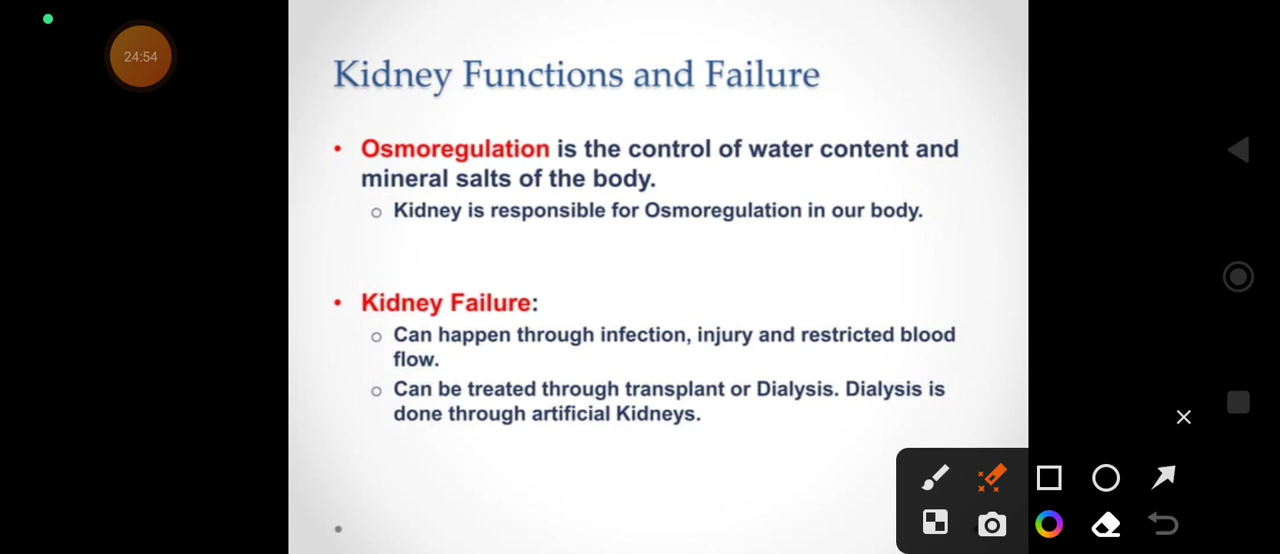 24:54
Kidney Functions and Failure
• Osmoregulation is the control of water content and
mineral salts of the body.
o Kidney is responsible for Osmoregulation in our body.
• Kidney Failure:
o Can happen through infection, injury and restricted blood
flow.
o Can be treated through transplant or Dialysis. Dialysis is
done through artificial Kidneys.